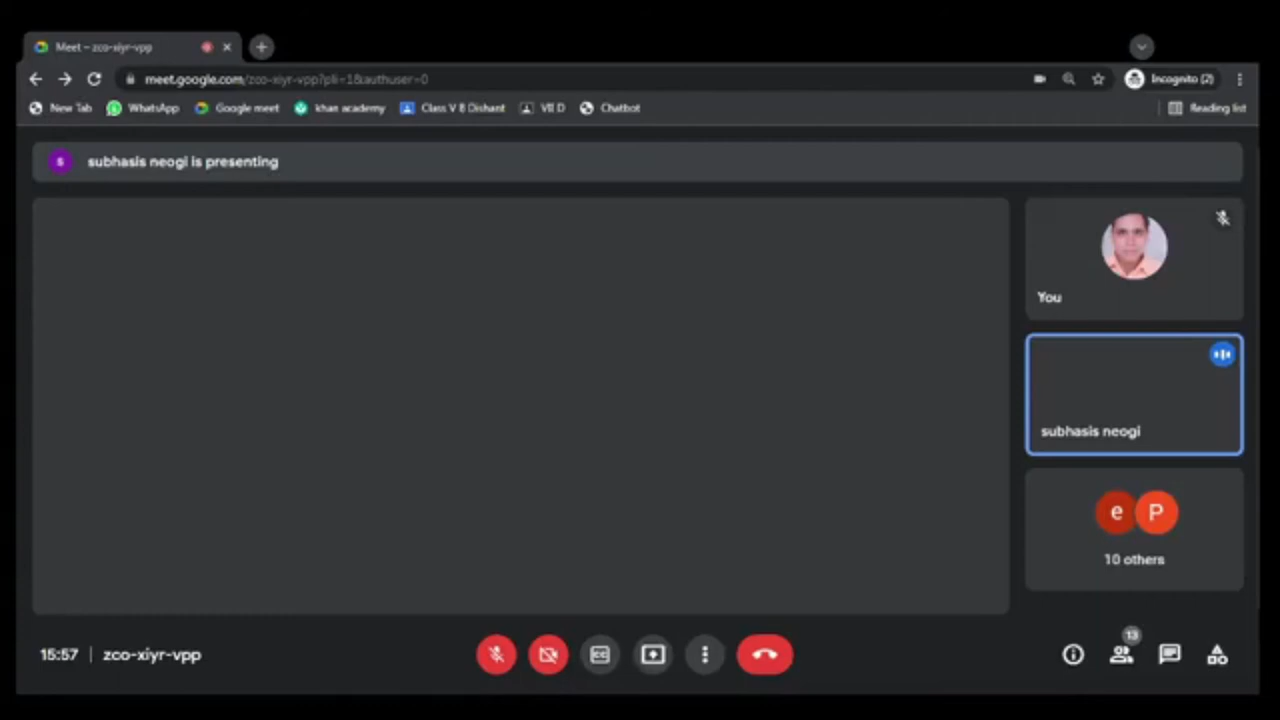 Meet – zco-xiyr-vpp
meet.google.com/zco-xiyr-vpp?pli=1&authuser=0
Incognito (2)
New Tab
WhatsApp
Google meet
khan academy
Class V B Dishant
VII D
Chatbot
Reading list
s
subhasis neogi is presenting
You
subhasis neogi
e
P
10 others
15:57 | zco-xiyr-vpp
CC
13